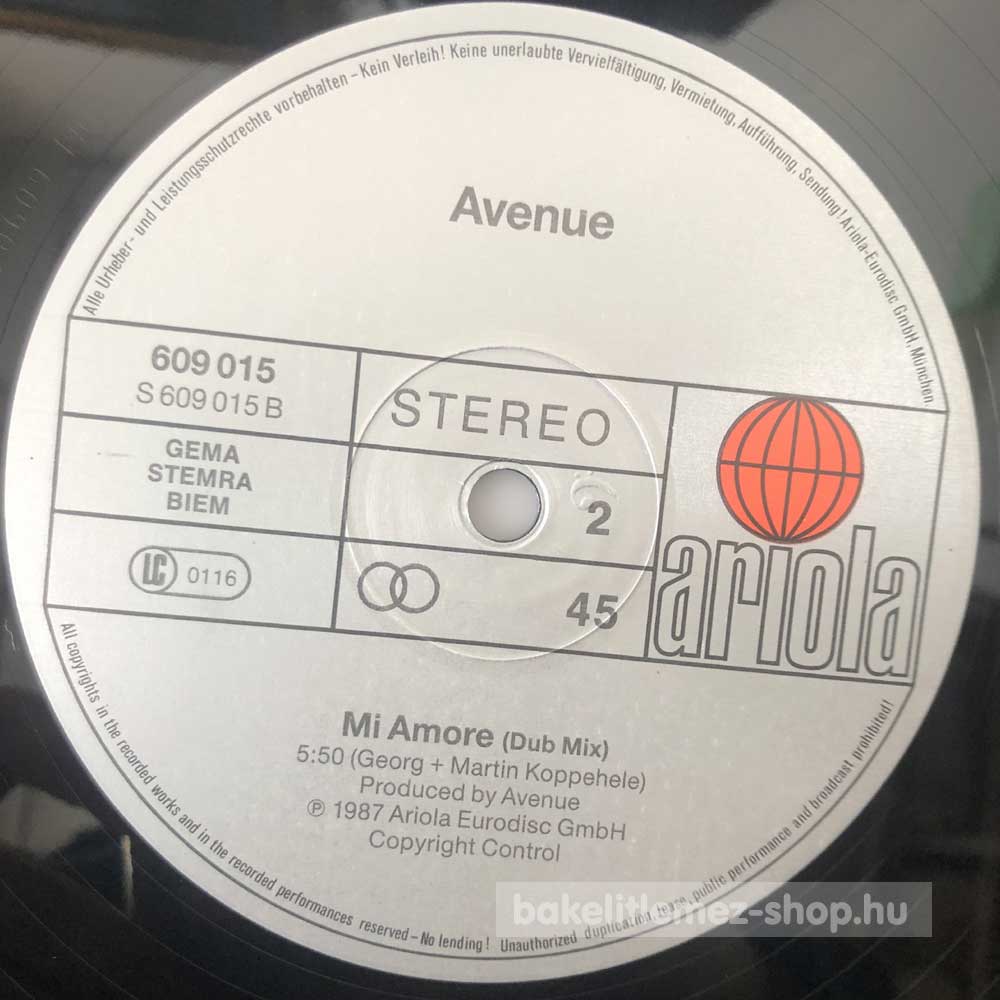 Alle Urheber- und Leistungsschutzrechte vorbehalten – Kein Verleih! Keine unerlaubte Vervielfältigung, Vermietung, Aufführung, Sendung! Ariola-Eurodisc GmbH, München.
Avenue
609 015
S 609 015 B
STEREO
GEMA
STEMRA
BIEM
2
LC 0116
45
ariola
Mi Amore (Dub Mix)
5:50 (Georg + Martin Koppehele)
Produced by Avenue
℗ 1987 Ariola Eurodisc GmbH
Copyright Control
All copyrights in the recorded works and in the recorded performances reserved – No lending! Unauthorized duplication, lease, public performance and broadcast prohibited!
bakelitlemez-shop.hu